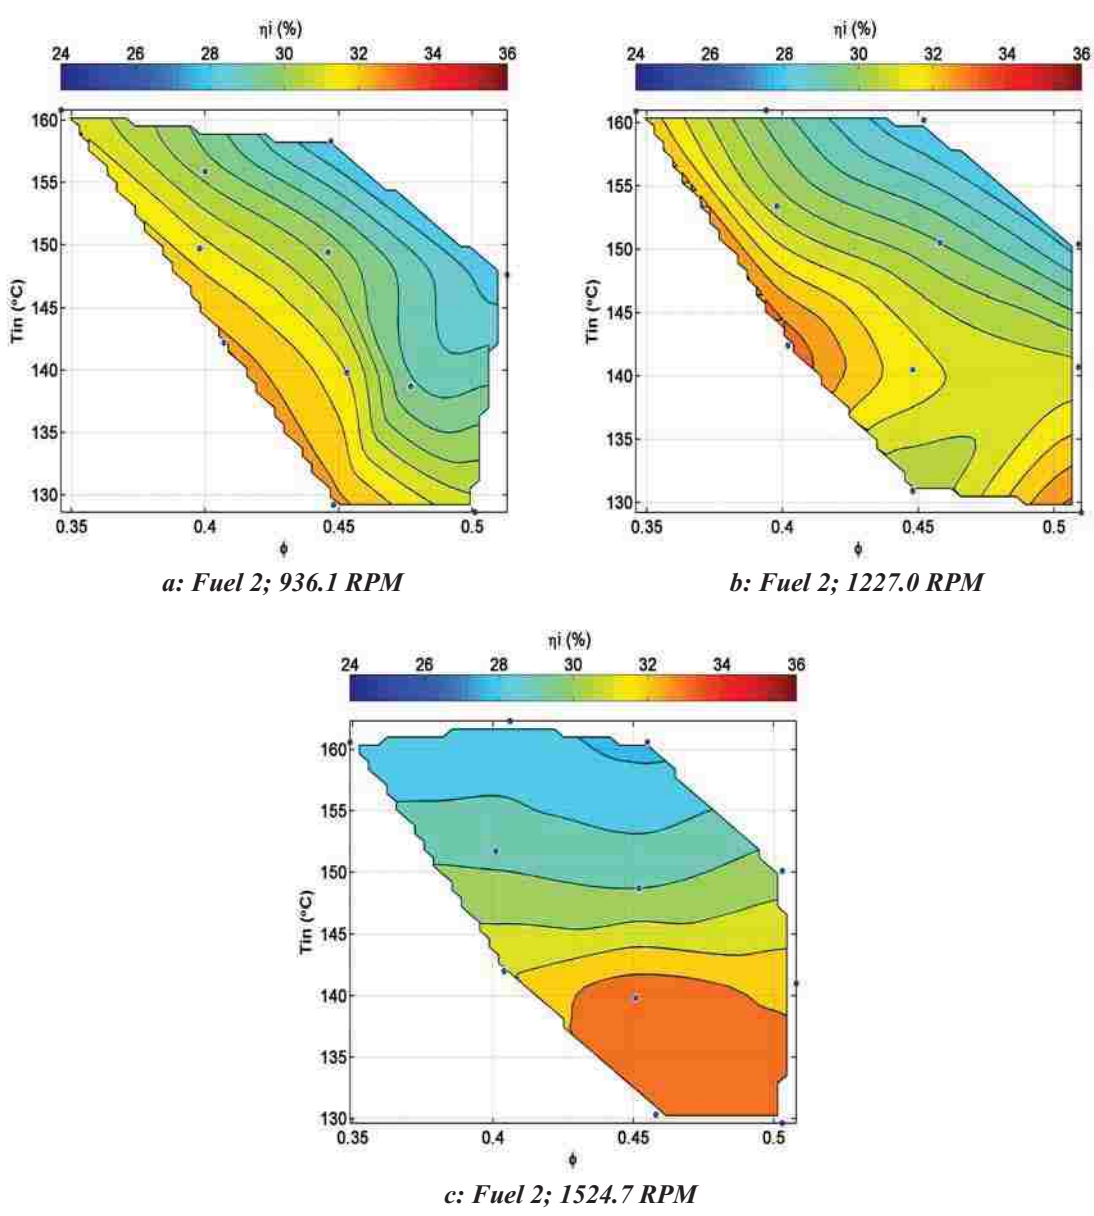 ηi (%)
24 26 28 30 32 34 36
160
155
150
145
140
135
130
Tin (°C)
0.35 0.4 0.45 0.5
ϕ
a: Fuel 2; 936.1 RPM
ηi (%)
24 26 28 30 32 34 36
160
155
150
145
140
135
130
Tin (°C)
0.35 0.4 0.45 0.5
ϕ
b: Fuel 2; 1227.0 RPM
ηi (%)
24 26 28 30 32 34 36
160
155
150
145
140
135
130
Tin (°C)
0.35 0.4 0.45 0.5
ϕ
c: Fuel 2; 1524.7 RPM